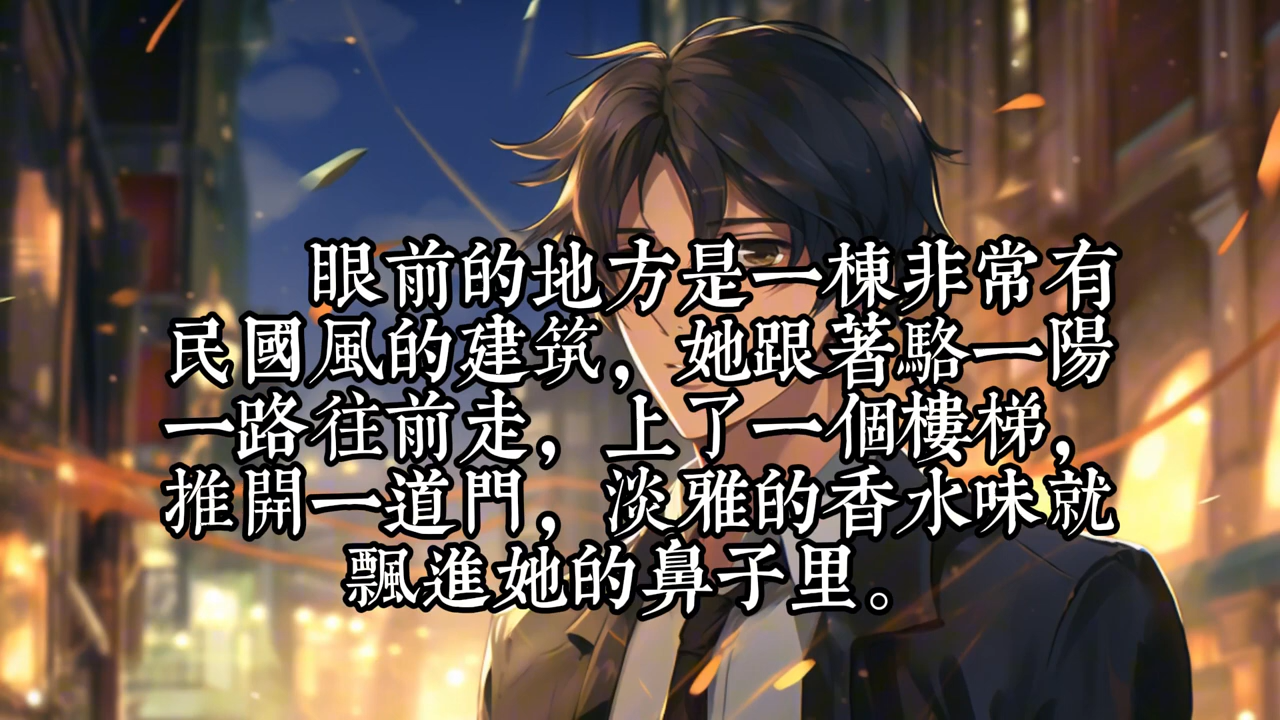 眼前的地方是一棟非常有
民國風的建筑，她跟著駱一陽
一路往前走，上了一個樓梯，
推開一道門，淡雅的香水味就
飄進她的鼻子里。